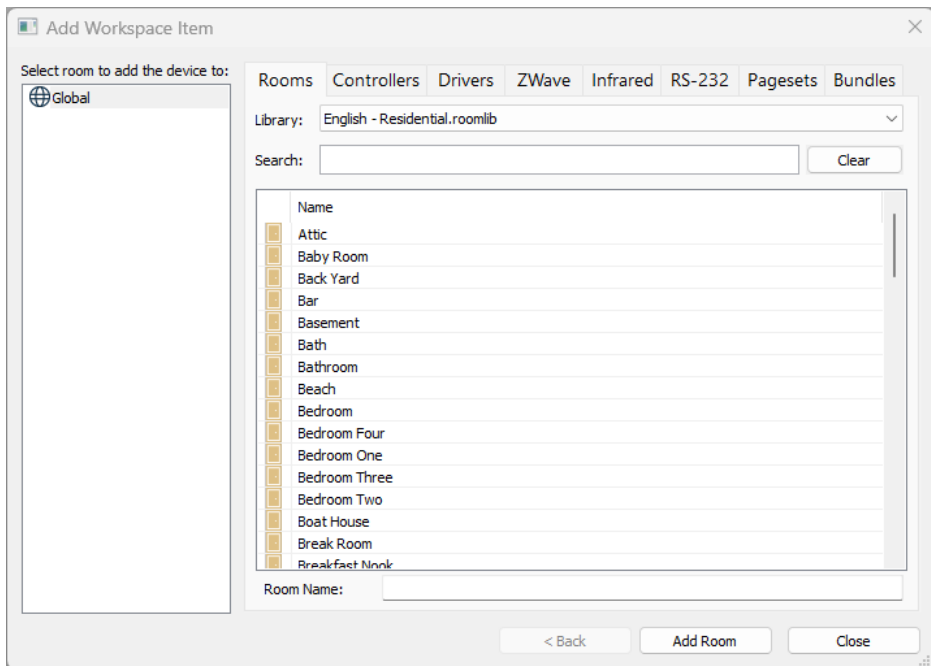 Add Workspace Item
Select room to add the device to:
Global
Rooms Controllers Drivers ZWave Infrared RS-232 Pagesets Bundles
Library: English - Residential.roomlib
Search: Clear
Name
Attic
Baby Room
Back Yard
Bar
Basement
Bath
Bathroom
Beach
Bedroom
Bedroom Four
Bedroom One
Bedroom Three
Bedroom Two
Boat House
Break Room
Breakfast Nook
Room Name:
< Back Add Room Close